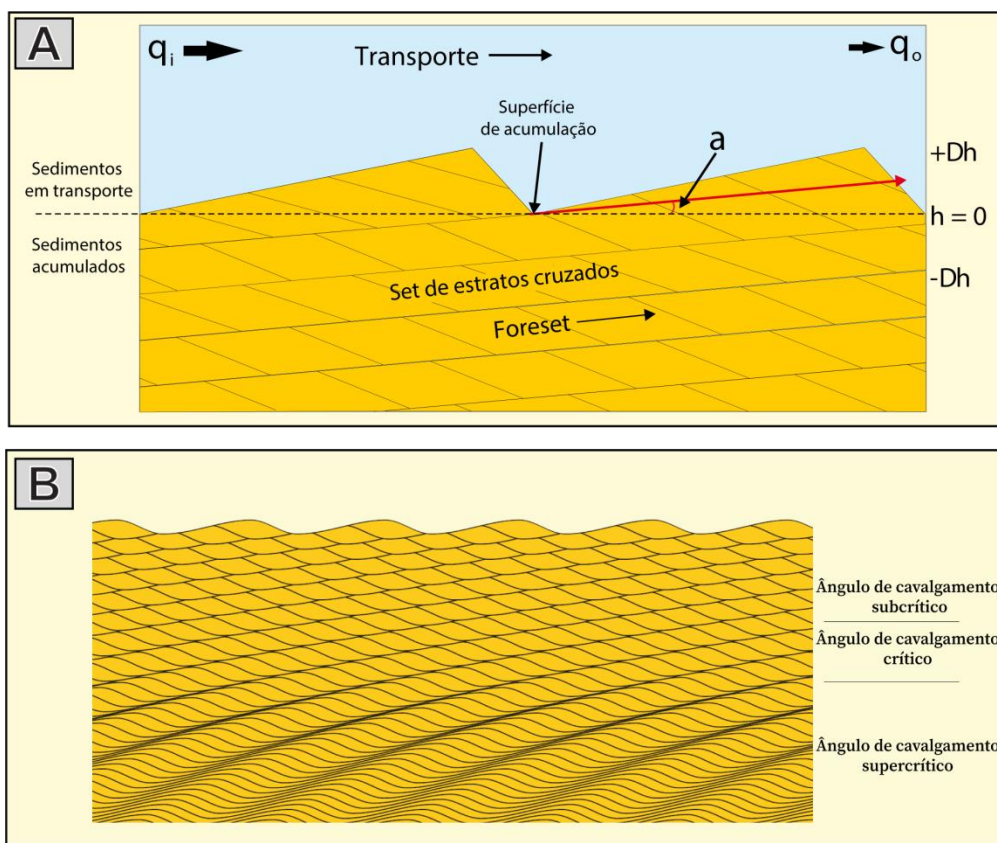 A
qi
Transporte
qo
Superfície
de acumulação
a
+Dh
Sedimentos
em transporte
h = 0
Sedimentos
acumulados
-Dh
Set de estratos cruzados
Foreset
B
Ângulo de cavalgamento
subcrítico
Ângulo de cavalgamento
crítico
Ângulo de cavalgamento
supercrítico